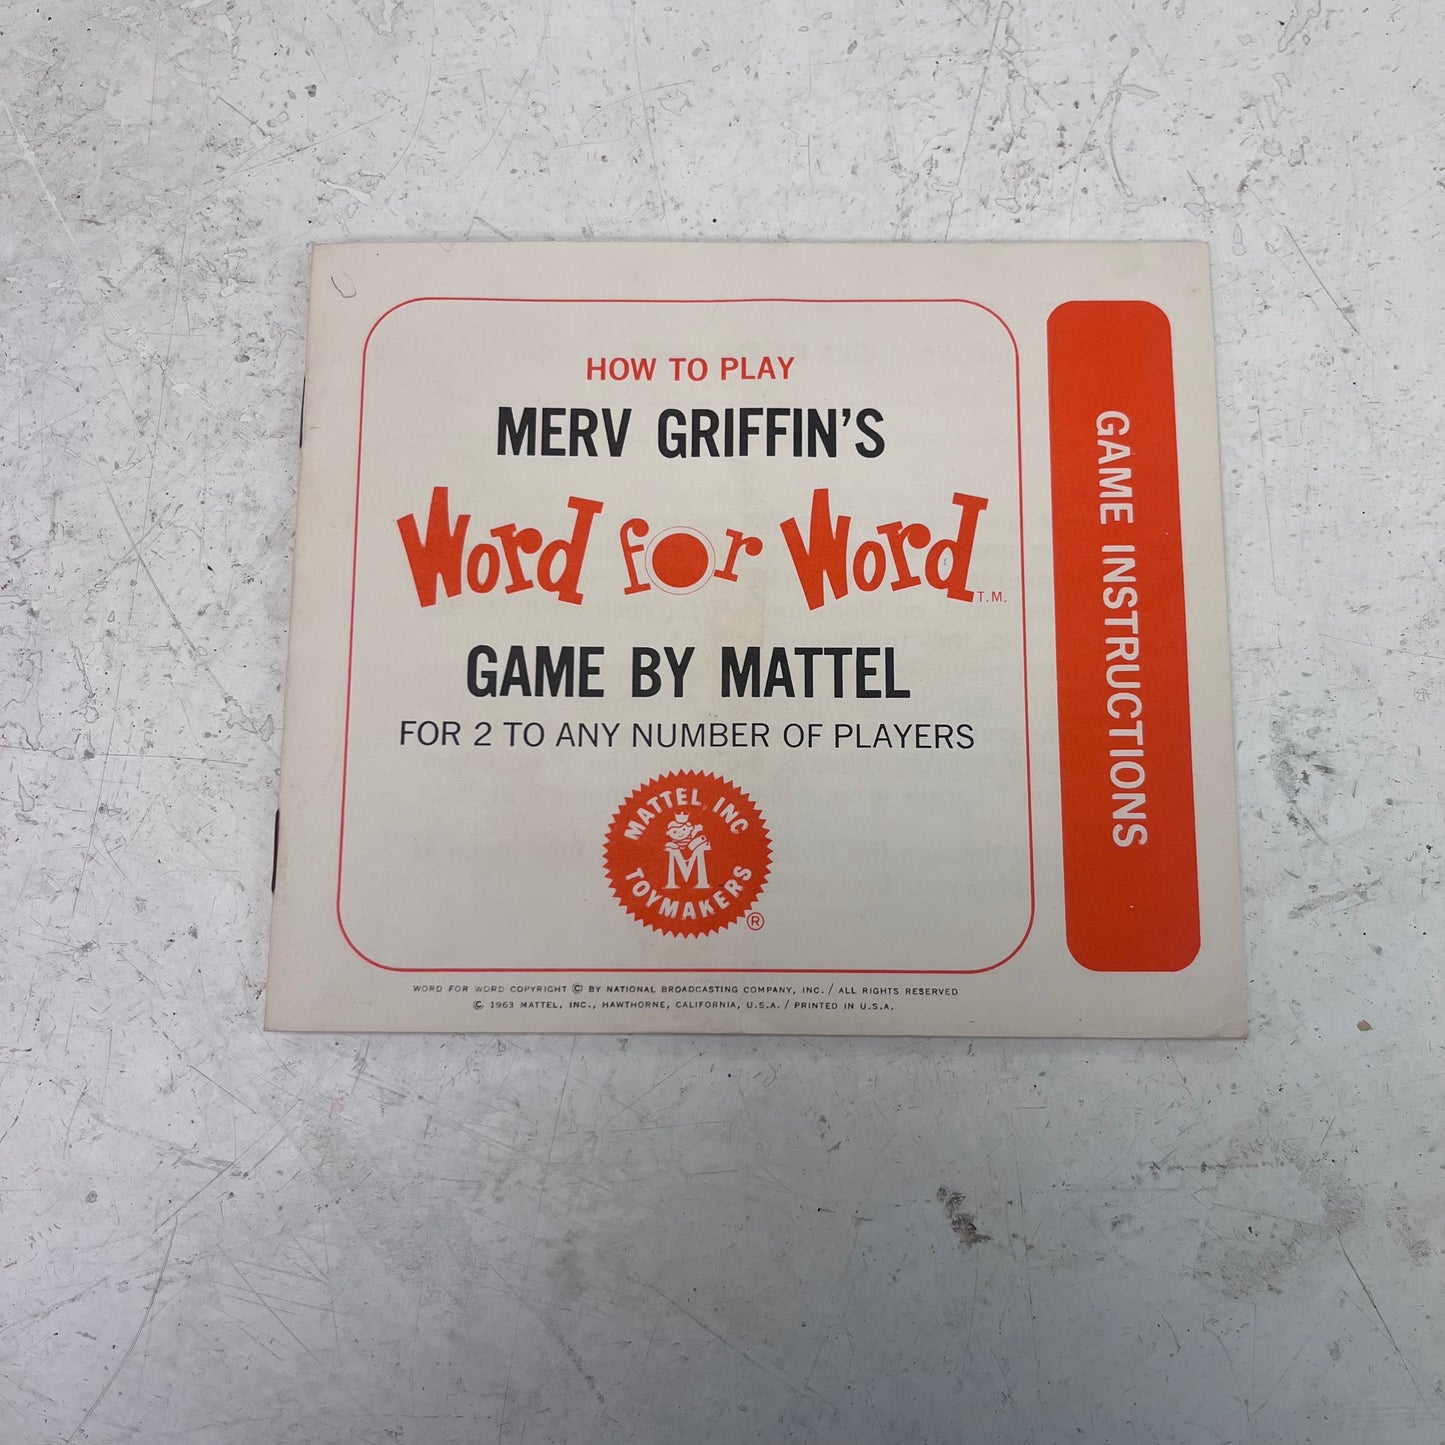 HOW TO PLAY
MERV GRIFFIN'S
Word for Word T.M.
GAME BY MATTEL
FOR 2 TO ANY NUMBER OF PLAYERS
MATTEL, INC.
M
TOYMAKERS
®
WORD FOR WORD COPYRIGHT © BY NATIONAL BROADCASTING COMPANY, INC. / ALL RIGHTS RESERVED
© 1963 MATTEL, INC., HAWTHORNE, CALIFORNIA, U.S.A. / PRINTED IN U.S.A.
GAME INSTRUCTIONS